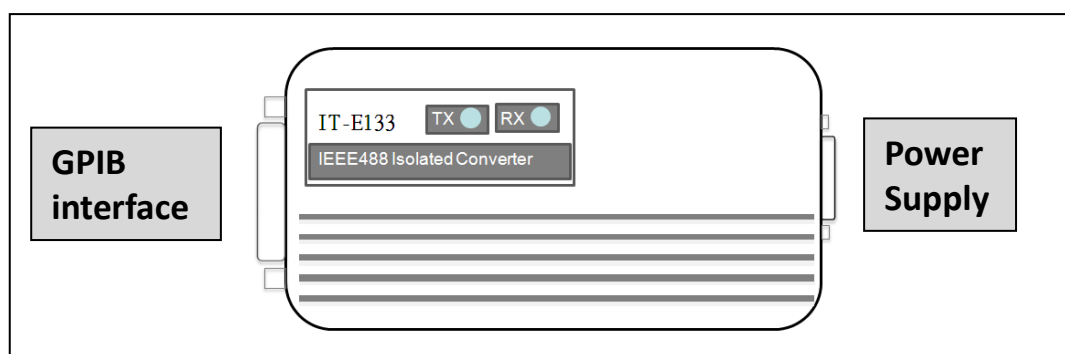 GPIB
interface
IT-E133
TX
RX
IEEE488 Isolated Converter
Power
Supply